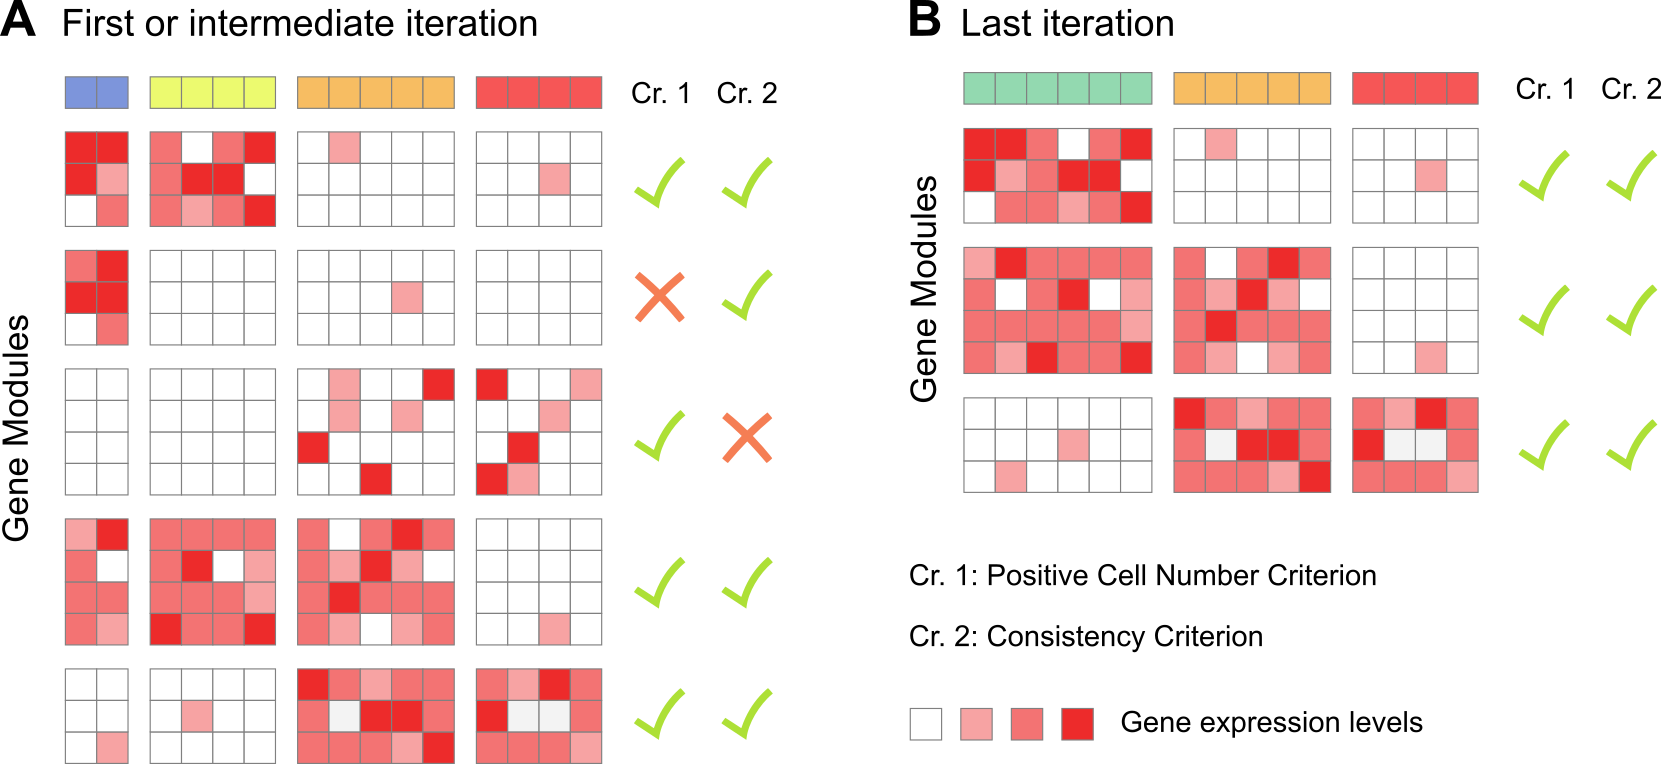 A First or intermediate iteration
Cr. 1 Cr. 2
Gene Modules
B Last iteration
Cr. 1 Cr. 2
Gene Modules
Cr. 1: Positive Cell Number Criterion
Cr. 2: Consistency Criterion
Gene expression levels